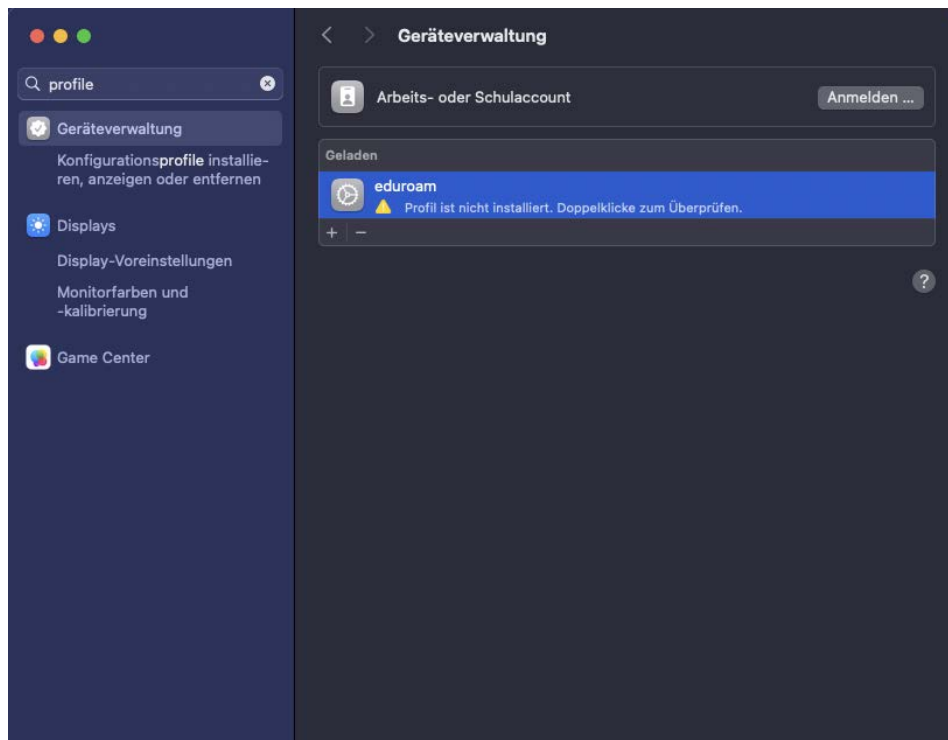 profile
Geräteverwaltung
Konfigurationsprofile installie-
ren, anzeigen oder entfernen
Displays
Display-Voreinstellungen
Monitorfarben und
-kalibrierung
Game Center
Geräteverwaltung
Arbeits- oder Schulaccount
Anmelden ...
Geladen
eduroam
Profil ist nicht installiert. Doppelklicke zum Überprüfen.
+ −
?